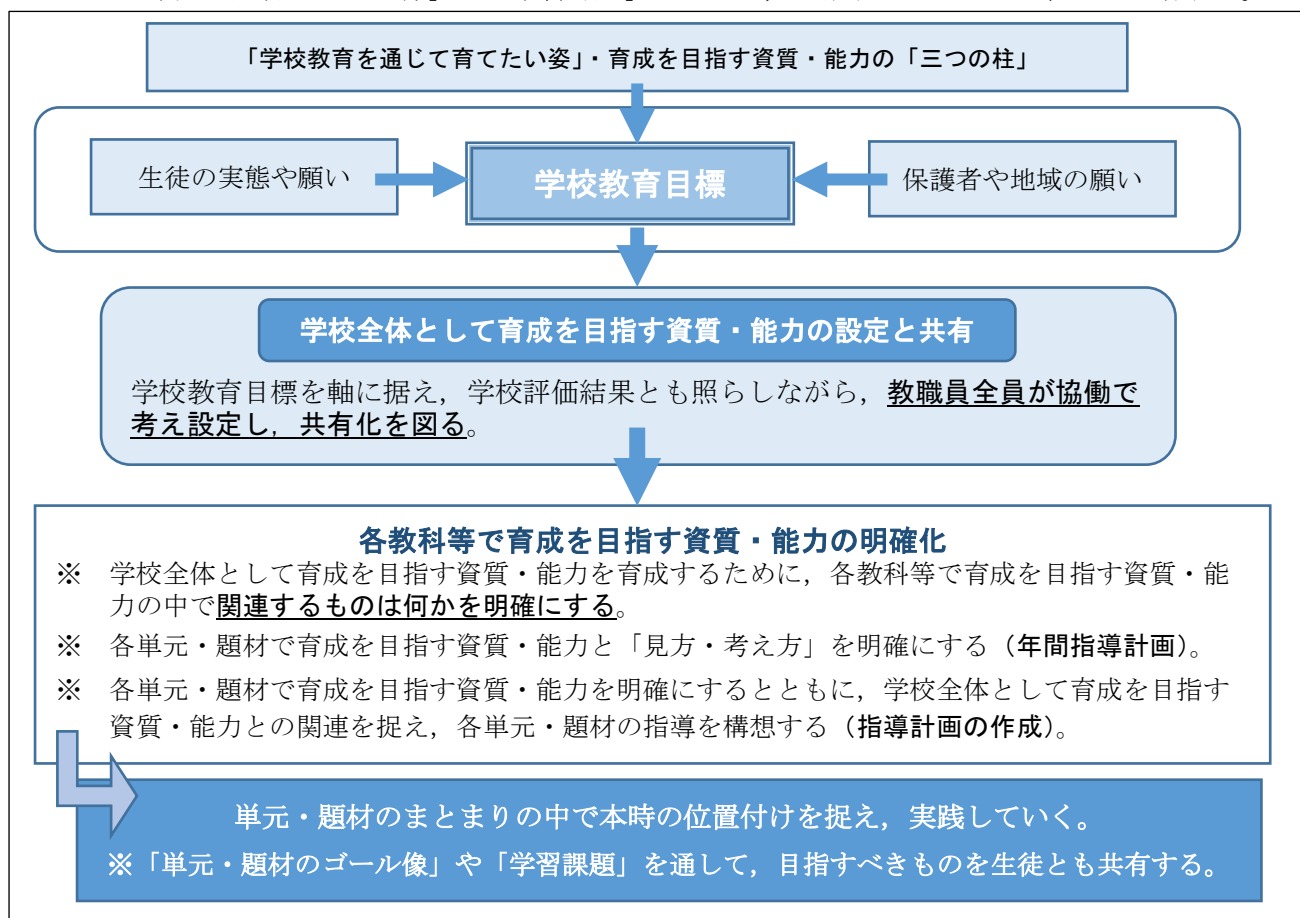 「学校教育を通じて育てたい姿」・育成を目指す資質・能力の「三つの柱」
生徒の実態や願い
学校教育目標
保護者や地域の願い
学校全体として育成を目指す資質・能力の設定と共有
学校教育目標を軸に据え，学校評価結果とも照らしながら，教職員全員が協働で
考え設定し，共有化を図る。
各教科等で育成を目指す資質・能力の明確化
※　学校全体として育成を目指す資質・能力を育成するために，各教科等で育成を目指す資質・能
力の中で関連するものは何かを明確にする。
※　各単元・題材で育成を目指す資質・能力と「見方・考え方」を明確にする（年間指導計画）。
※　各単元・題材で育成を目指す資質・能力を明確にするとともに，学校全体として育成を目指す
資質・能力との関連を捉え，各単元・題材の指導を構想する（指導計画の作成）。
単元・題材のまとまりの中で本時の位置付けを捉え，実践していく。
※「単元・題材のゴール像」や「学習課題」を通して，目指すべきものを生徒とも共有する。